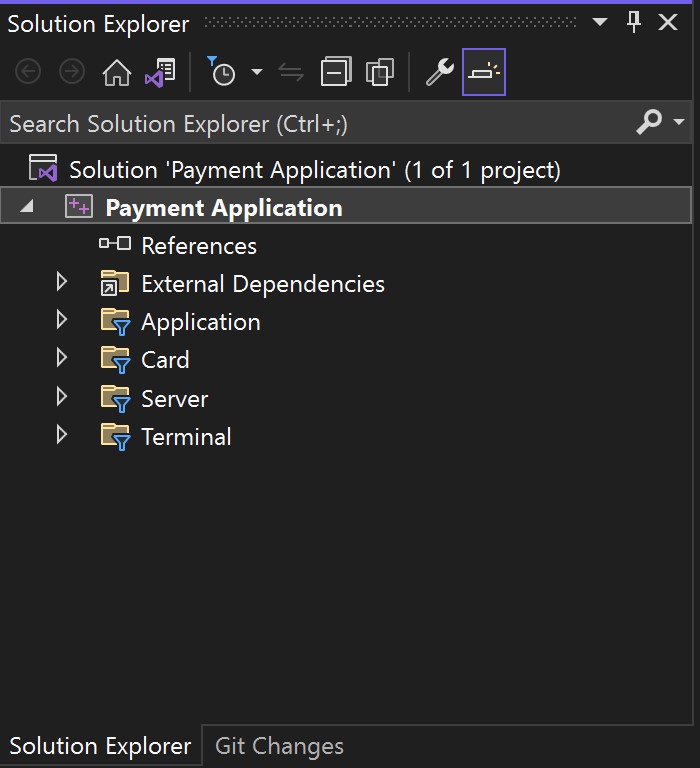 Solution Explorer
Search Solution Explorer (Ctrl+;)
Solution 'Payment Application' (1 of 1 project)
Payment Application
References
External Dependencies
Application
Card
Server
Terminal
Solution Explorer Git Changes